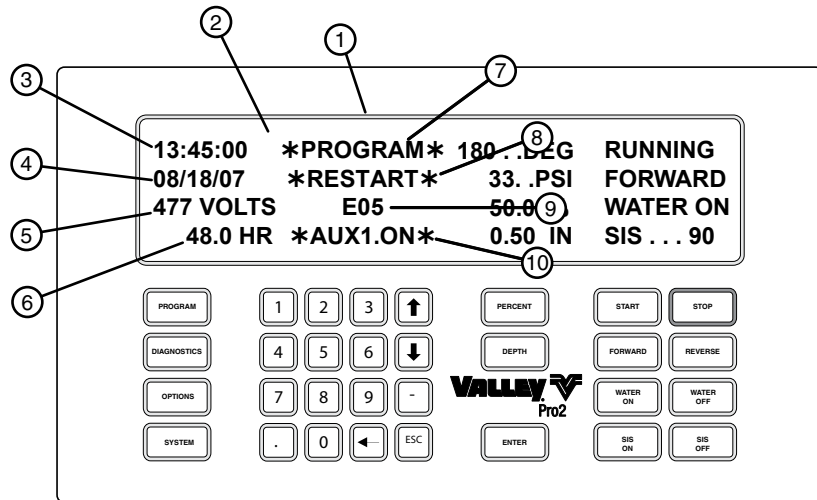 2
1
3
7
13:45:00 ∗PROGRAM∗ 180 . .DEG RUNNING
8
4
08/18/07 ∗RESTART∗ 33. .PSI FORWARD
5
477 VOLTS E05 9 50.0 WATER ON
6
48.0 HR ∗AUX1.ON∗ 10 0.50 IN SIS . . . 90
PROGRAM 1 2 3 ⬆ PERCENT START STOP
DIAGNOSTICS 4 5 6 ⬇ DEPTH FORWARD REVERSE
OPTIONS 7 8 9 - VALLEY. Pro2 WATER ON WATER OFF
SYSTEM . 0 ← ESC ENTER SIS ON SIS OFF